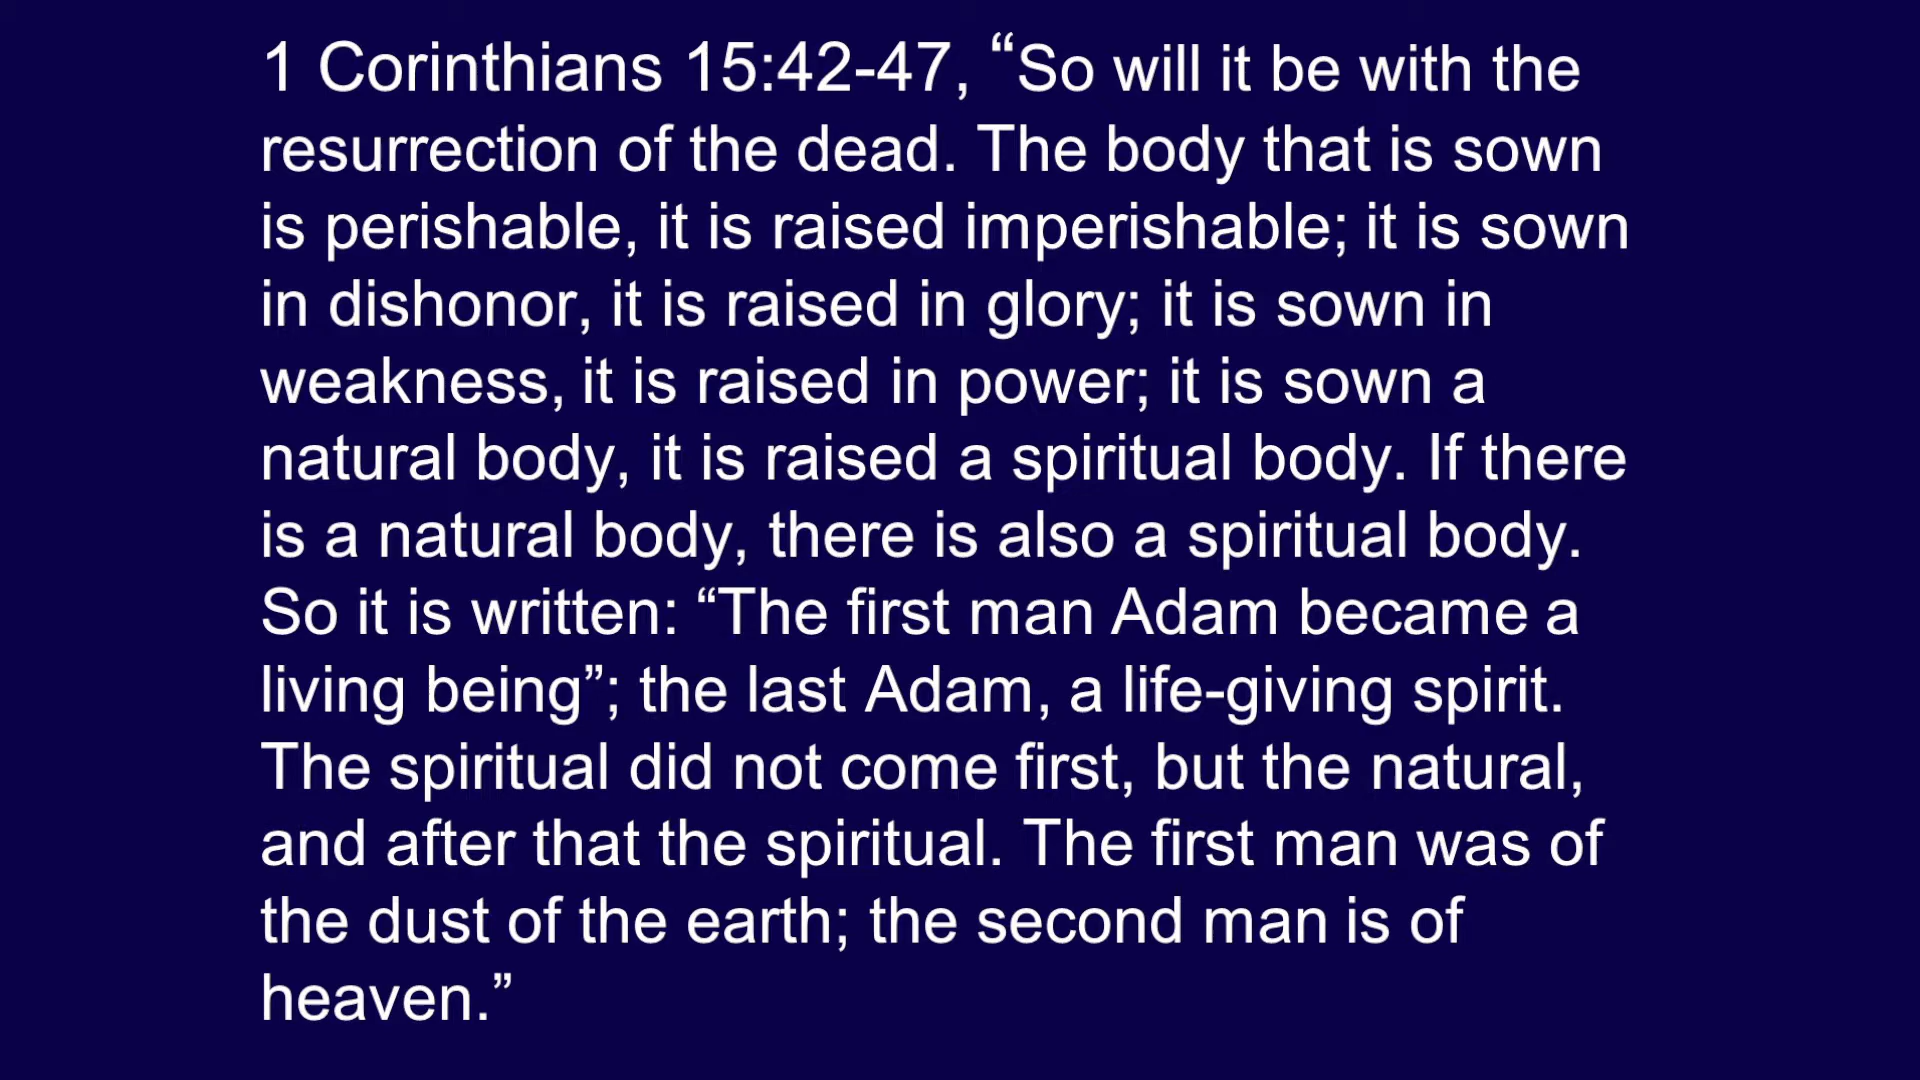 1 Corinthians 15:42-47, “So will it be with the
resurrection of the dead. The body that is sown
is perishable, it is raised imperishable; it is sown
in dishonor, it is raised in glory; it is sown in
weakness, it is raised in power; it is sown a
natural body, it is raised a spiritual body. If there
is a natural body, there is also a spiritual body.
So it is written: “The first man Adam became a
living being”; the last Adam, a life-giving spirit.
The spiritual did not come first, but the natural,
and after that the spiritual. The first man was of
the dust of the earth; the second man is of
heaven.”